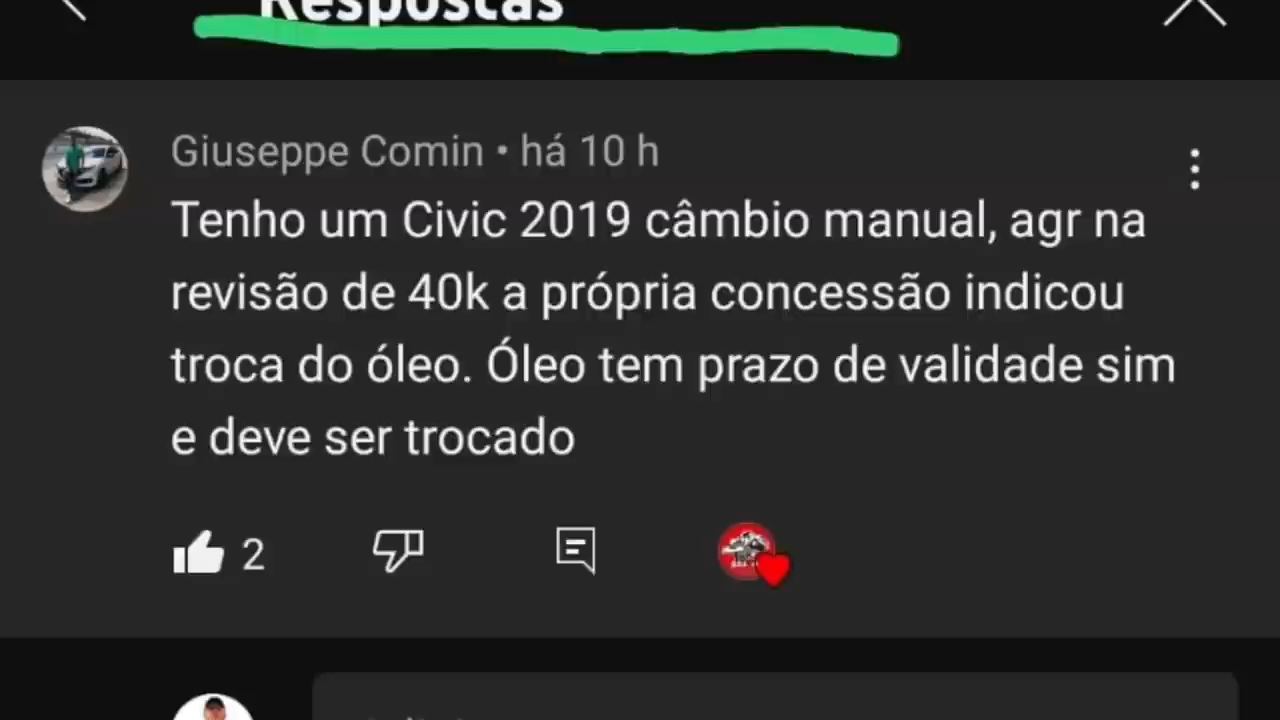 Respostas
Giuseppe Comin • há 10 h
Tenho um Civic 2019 câmbio manual, agr na
revisão de 40k a própria concessão indicou
troca do óleo. Óleo tem prazo de validade sim
e deve ser trocado
2